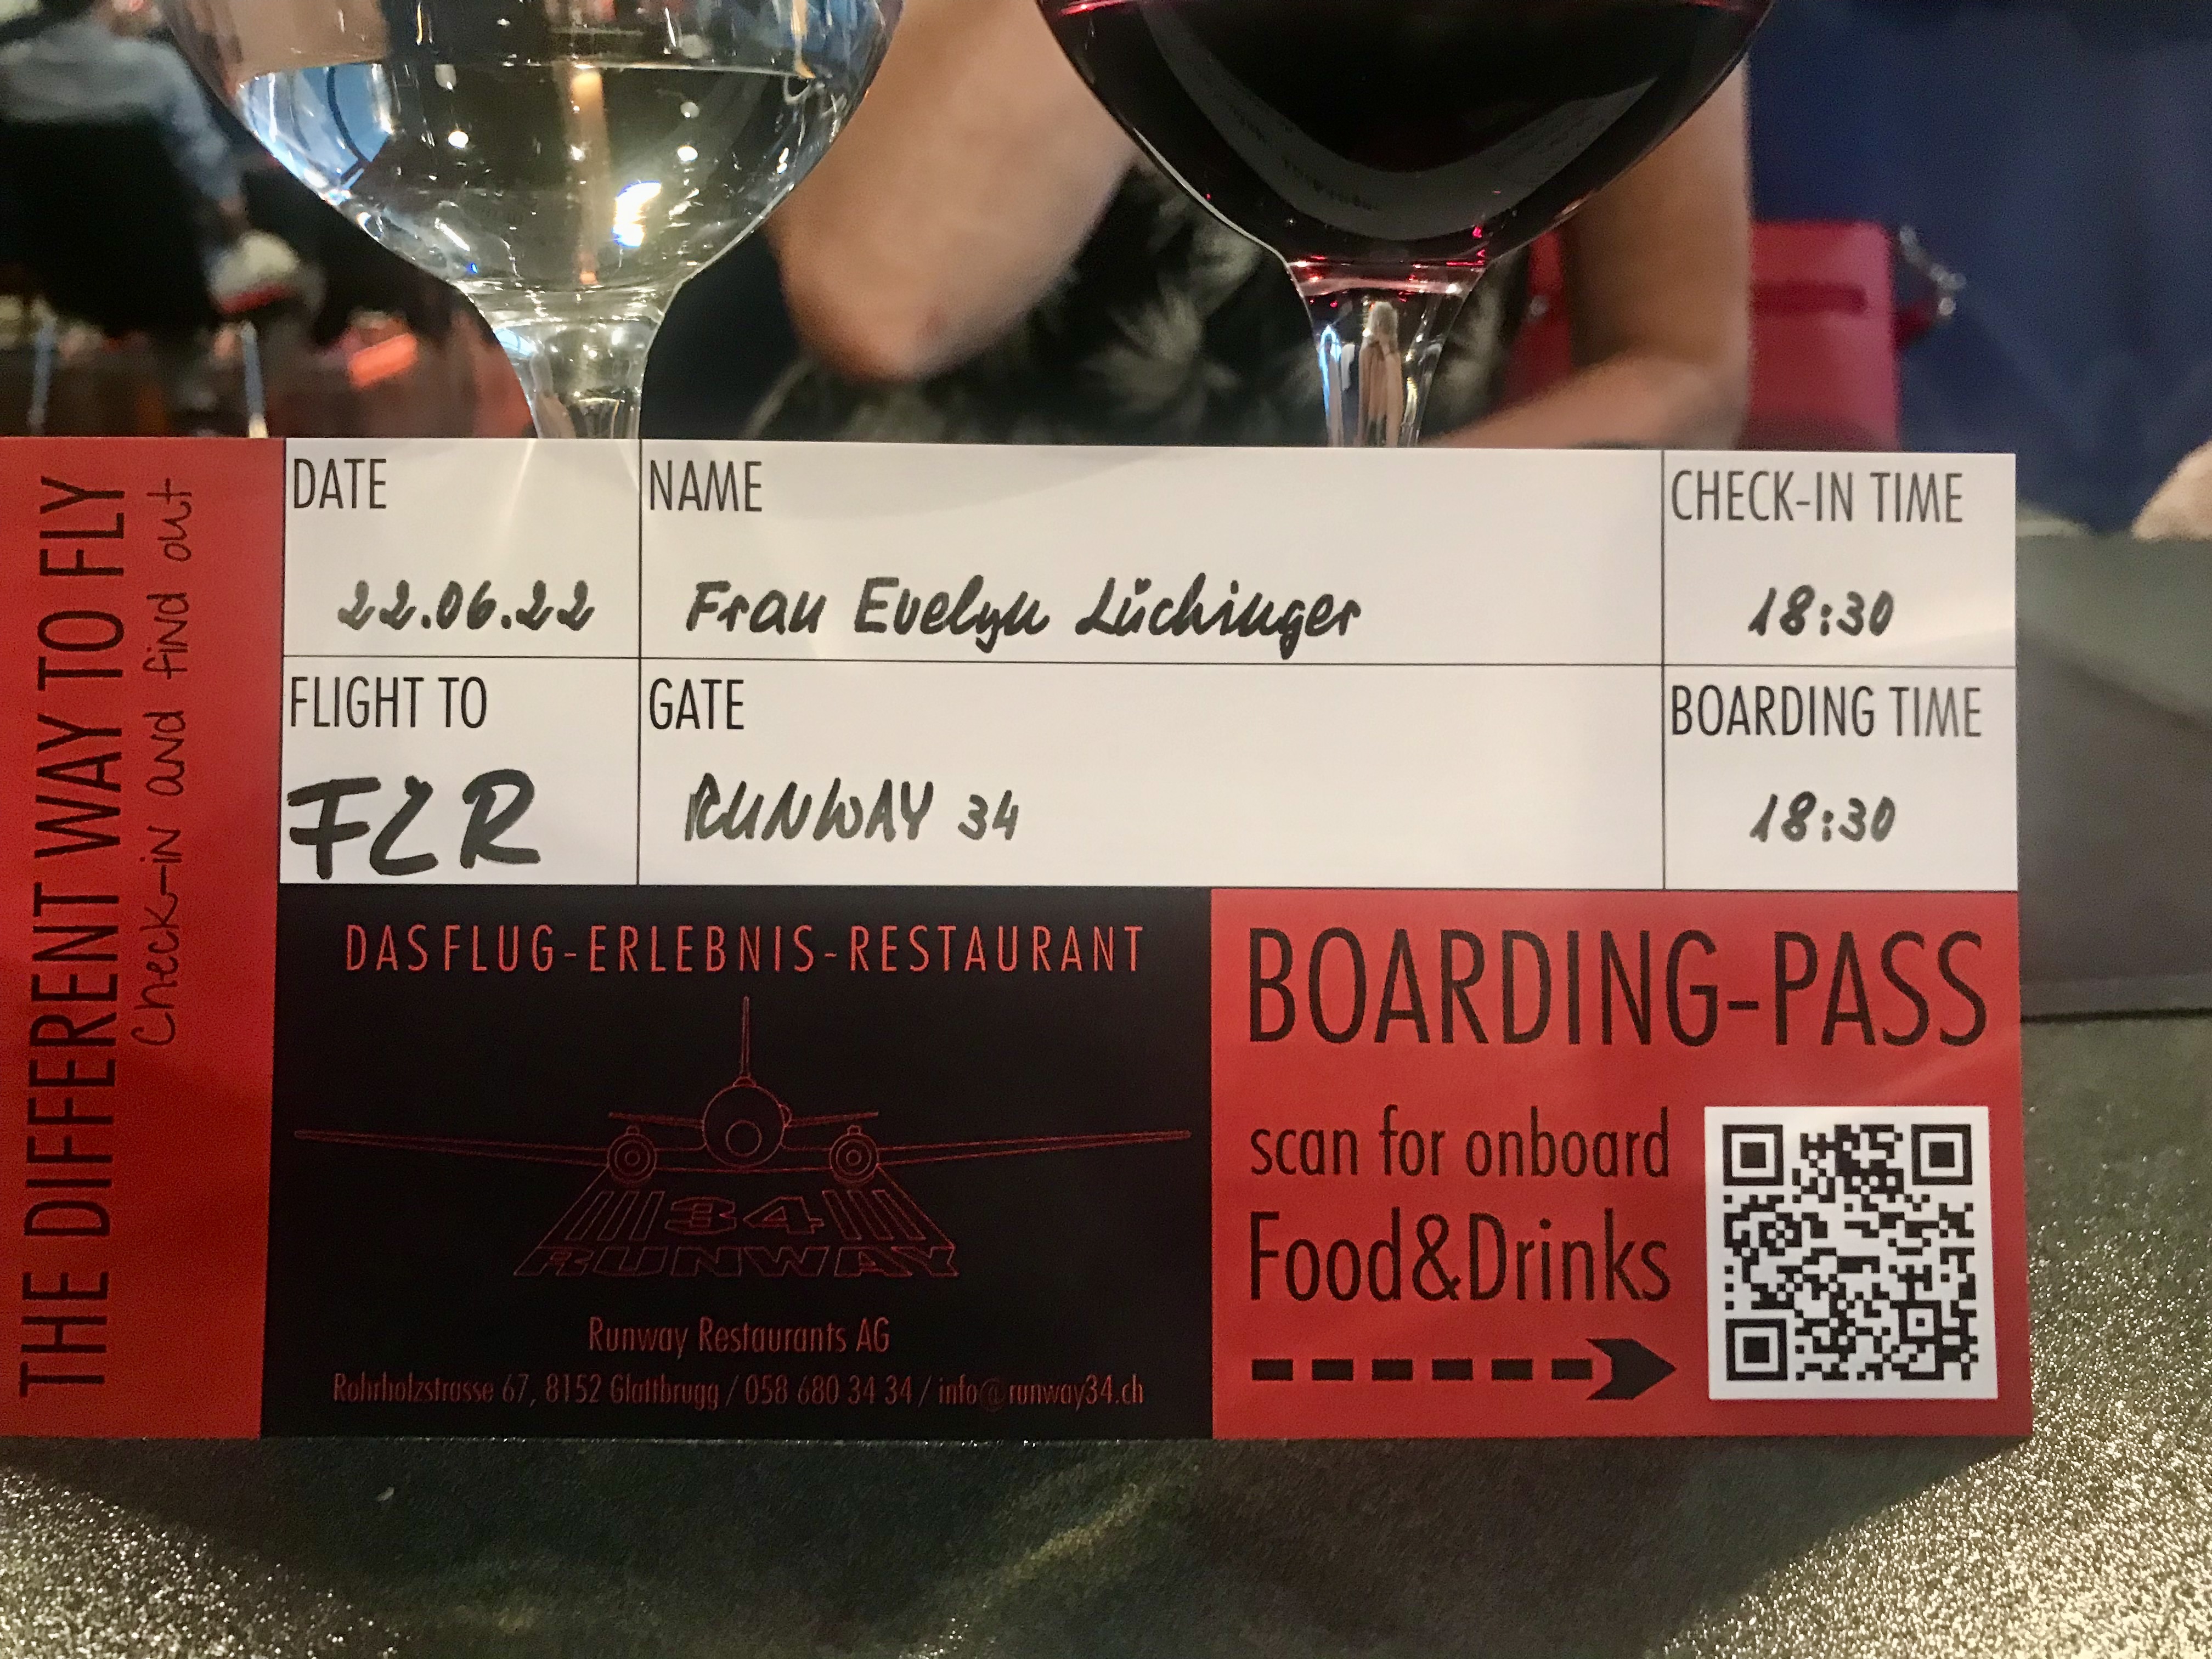 THE DIFFERENT WAY TO FLY
Check-in and find out
DATE
22.06.22
NAME
Frau Evelyn Lüchinger
CHECK-IN TIME
18:30
FLIGHT TO
FLR
GATE
RUNWAY 34
BOARDING TIME
18:30
DAS FLUG-ERLEBNIS-RESTAURANT
34
RUNWAY
Runway Restaurants AG
Rohrholzstrasse 67, 8152 Glattbrugg / 058 680 34 34 / info@runway34.ch
BOARDING-PASS
scan for onboard
Food&Drinks